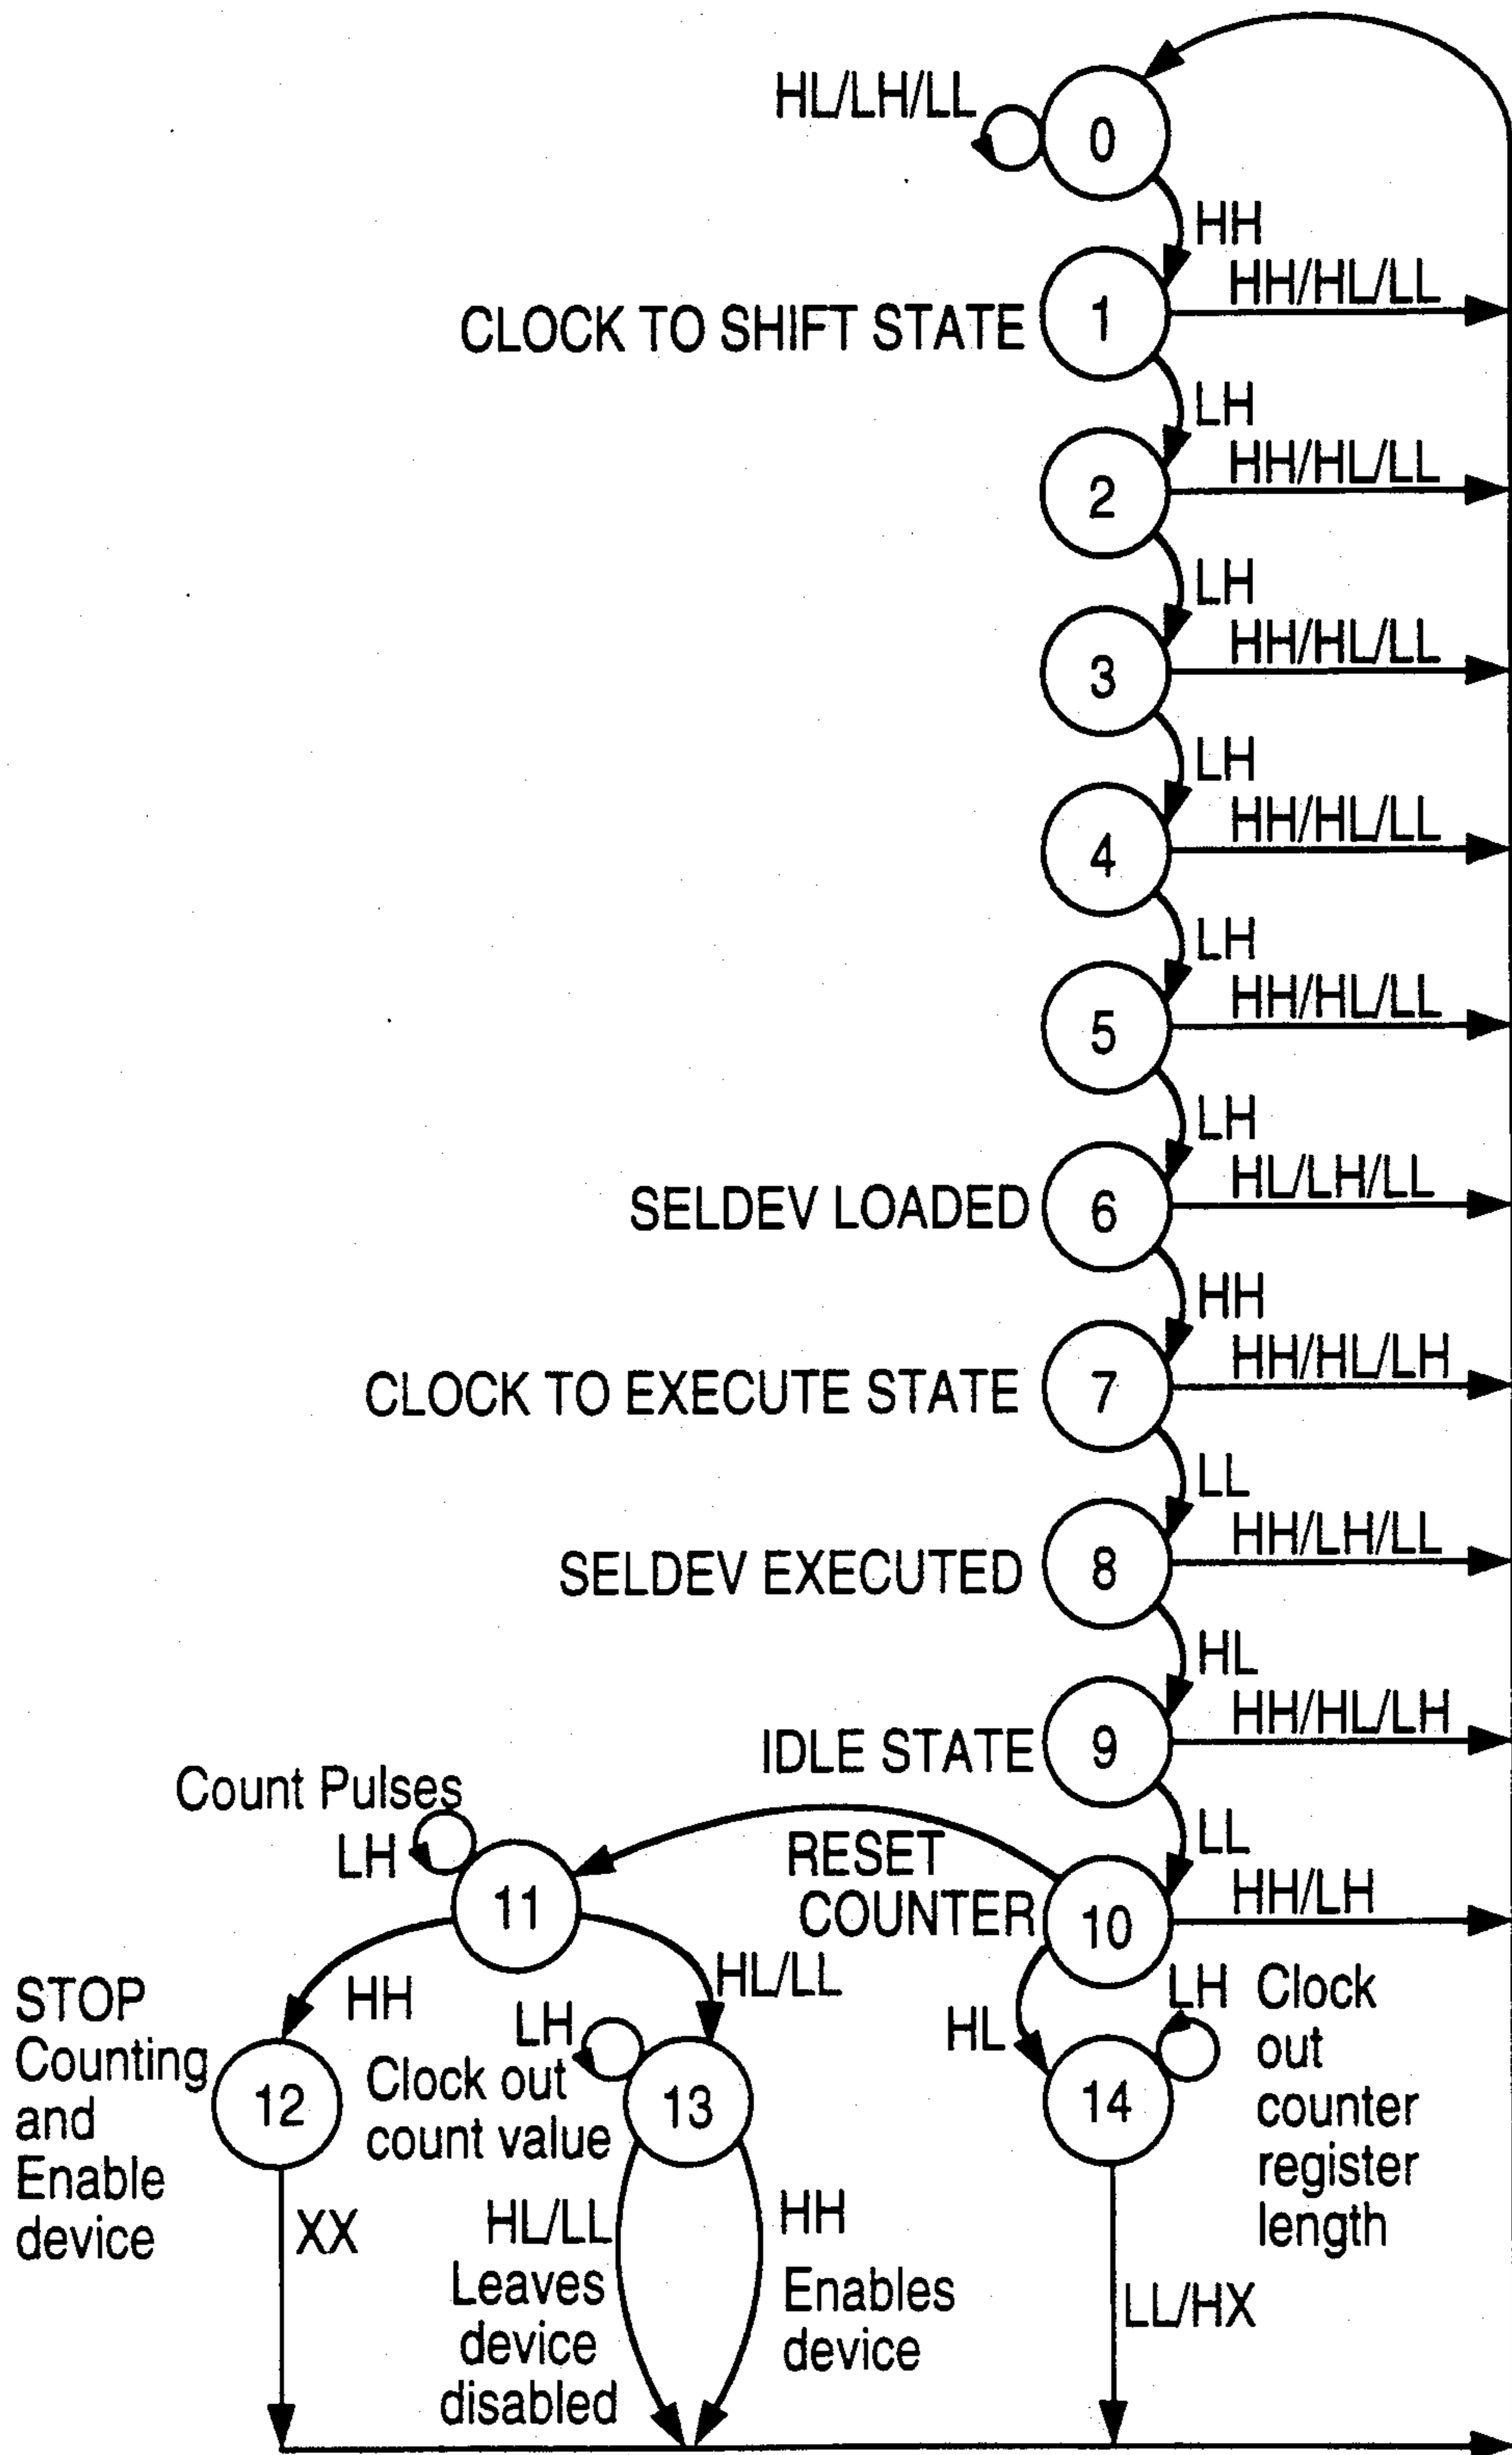 HL/LH/LL
0
HH
1
HH/HL/LL
CLOCK TO SHIFT STATE
LH
2
HH/HL/LL
LH
3
HH/HL/LL
LH
4
HH/HL/LL
LH
5
HH/HL/LL
LH
SELDEV LOADED
6
HL/LH/LL
HH
CLOCK TO EXECUTE STATE
7
HH/HL/LH
LL
SELDEV EXECUTED
8
HH/LH/LL
HL
IDLE STATE
9
HH/HL/LH
LL
Count Pulses
LH
11
RESET
COUNTER
10
HH/LH
HH
HL/LL
STOP
Counting
and
Enable
device
12
LH
Clock out
count value
13
HL
14
LH
Clock
out
counter
register
length
XX
HL/LL
Leaves
device
disabled
HH
Enables
device
LL/HX